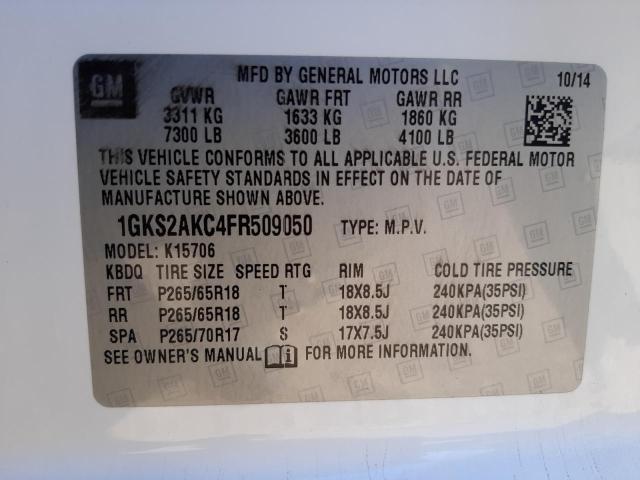 GM
MFD BY GENERAL MOTORS LLC 10/14
GVWR GAWR FRT GAWR RR
3311 KG 1633 KG 1860 KG
7300 LB 3600 LB 4100 LB
THIS VEHICLE CONFORMS TO ALL APPLICABLE U.S. FEDERAL MOTOR
VEHICLE SAFETY STANDARDS IN EFFECT ON THE DATE OF
MANUFACTURE SHOWN ABOVE.
1GKS2AKC4FR509050 TYPE: M.P.V.
MODEL: K15706
KBDQ TIRE SIZE SPEED RTG RIM COLD TIRE PRESSURE
FRT P265/65R18 T 18X8.5J 240KPA(35PSI)
RR P265/65R18 T 18X8.5J 240KPA(35PSI)
SPA P265/70R17 S 17X7.5J 240KPA(35PSI)
SEE OWNER'S MANUAL FOR MORE INFORMATION.